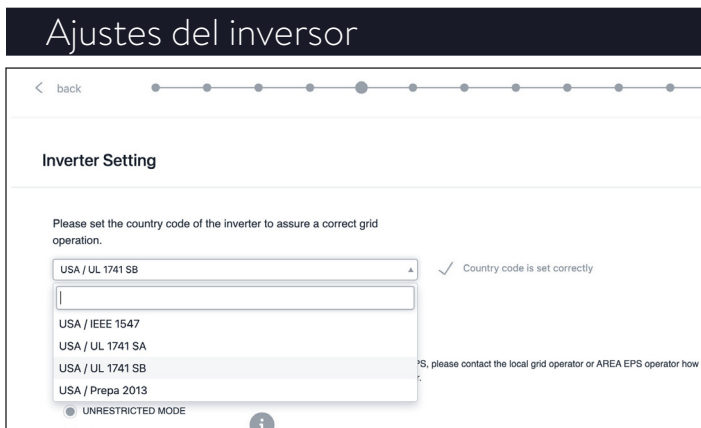 Ajustes del inversor
back
Inverter Setting
Please set the country code of the inverter to assure a correct grid
operation.
USA / UL 1741 SB
Country code is set correctly
USA / IEEE 1547
USA / UL 1741 SA
USA / UL 1741 SB
PS, please contact the local grid operator or AREA EPS operator how
r.
USA / Prepa 2013
UNRESTRICTED MODE
i